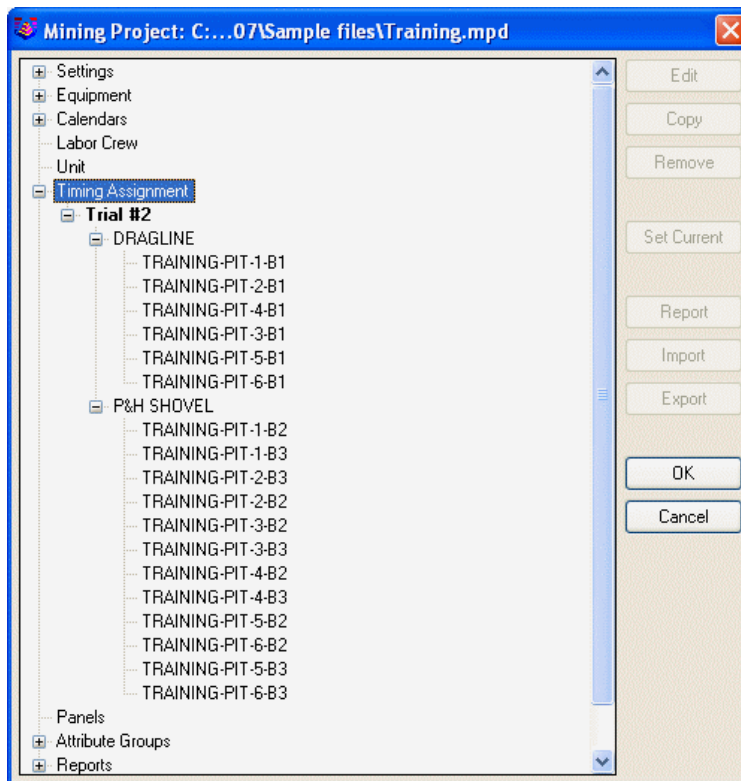 Mining Project: C:...07\Sample files\Training.mpd
Settings
Equipment
Calendars
Labor Crew
Unit
Timing Assignment
Trial #2
DRAGLINE
TRAINING-PIT-1-B1
TRAINING-PIT-2-B1
TRAINING-PIT-4-B1
TRAINING-PIT-3-B1
TRAINING-PIT-5-B1
TRAINING-PIT-6-B1
P&H SHOVEL
TRAINING-PIT-1-B2
TRAINING-PIT-1-B3
TRAINING-PIT-2-B3
TRAINING-PIT-2-B2
TRAINING-PIT-3-B2
TRAINING-PIT-3-B3
TRAINING-PIT-4-B2
TRAINING-PIT-4-B3
TRAINING-PIT-5-B2
TRAINING-PIT-6-B2
TRAINING-PIT-5-B3
TRAINING-PIT-6-B3
Panels
Attribute Groups
Reports
Edit
Copy
Remove
Set Current
Report
Import
Export
OK
Cancel